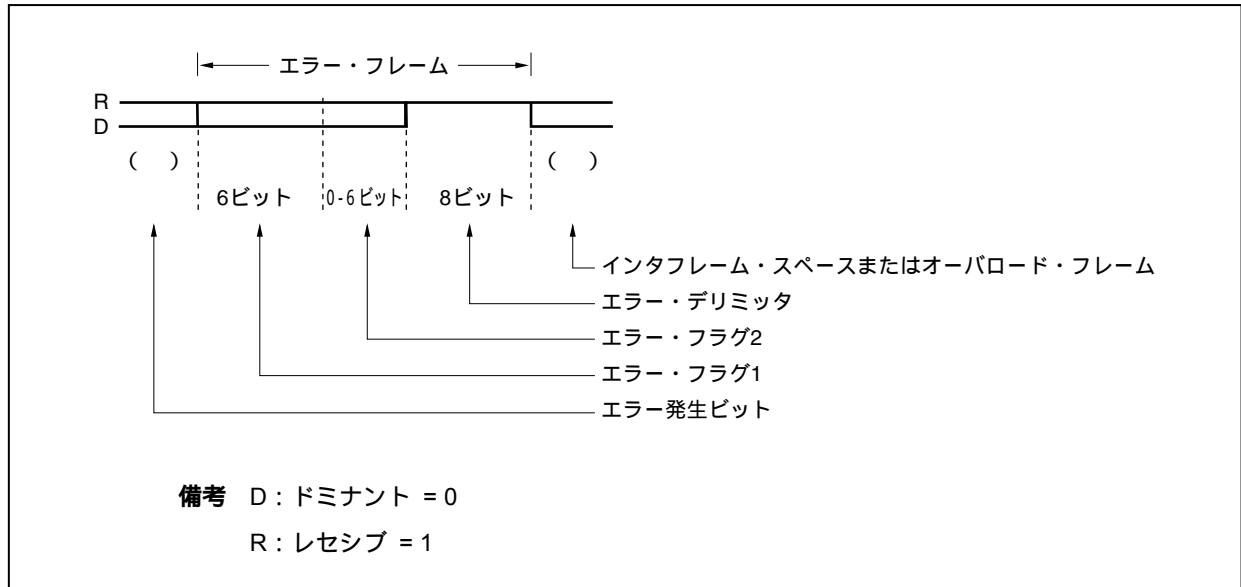 エラー・フレーム
R
D
(　)
(　)
6ビット
0-6ビット
8ビット
インタフレーム・スペースまたはオーバロード・フレーム
エラー・デリミッタ
エラー・フラグ2
エラー・フラグ1
エラー発生ビット
備考 D：ドミナント = 0
R：レセシブ = 1